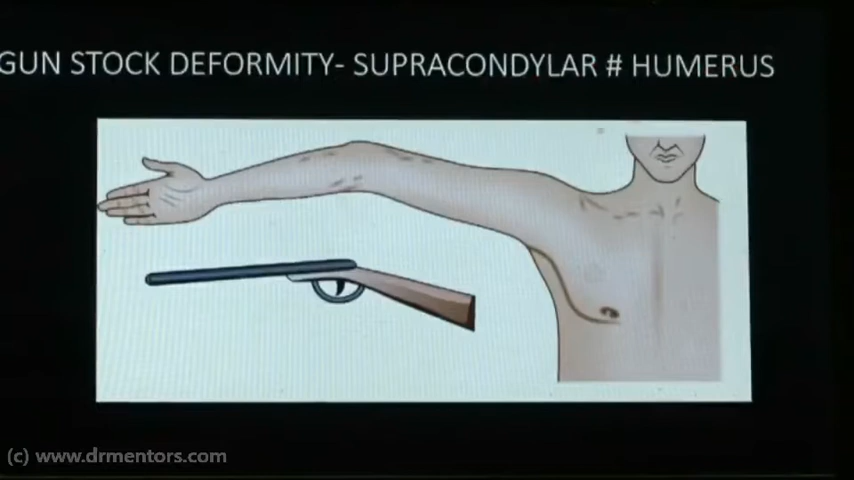 GUN STOCK DEFORMITY- SUPRACONDYLAR # HUMERUS
(c) www.drmentors.com